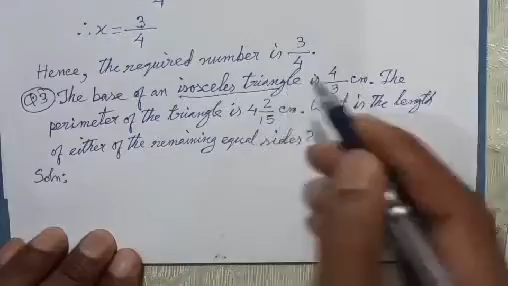 ∴ x = 3/4
Hence, the required number is 3/4.
Q3 The base of an isosceles triangle is 4/3 cm. The
perimeter of the triangle is 4 2/15 cm. is the length
of either of the remaining equal sides?
Soln: